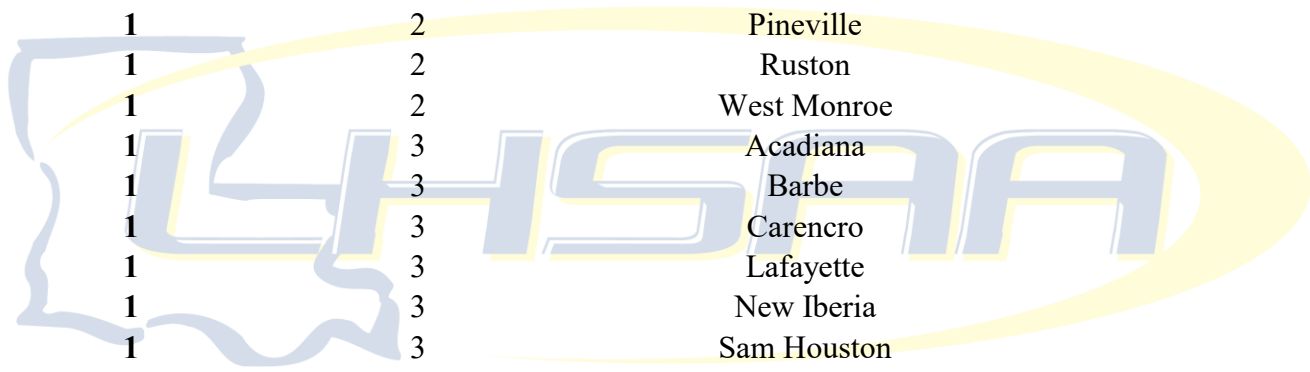 1 2 Pineville
1 2 Ruston
1 2 West Monroe
1 3 Acadiana
1 3 Barbe
1 3 Carencro
1 3 Lafayette
1 3 New Iberia
1 3 Sam Houston
LHSAA